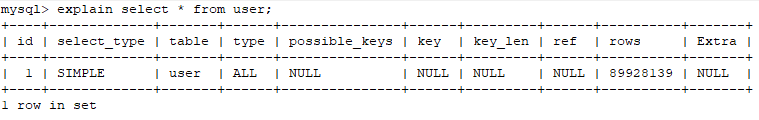 mysql> explain select * from user;
+----+-------------+-------+------+---------------+------+---------+------+----------+-------+
| id | select_type | table | type | possible_keys | key | key_len | ref | rows | Extra |
+----+-------------+-------+------+---------------+------+---------+------+----------+-------+
| 1 | SIMPLE | user | ALL | NULL | NULL | NULL | NULL | 89928139 | NULL |
+----+-------------+-------+------+---------------+------+---------+------+----------+-------+
1 row in set